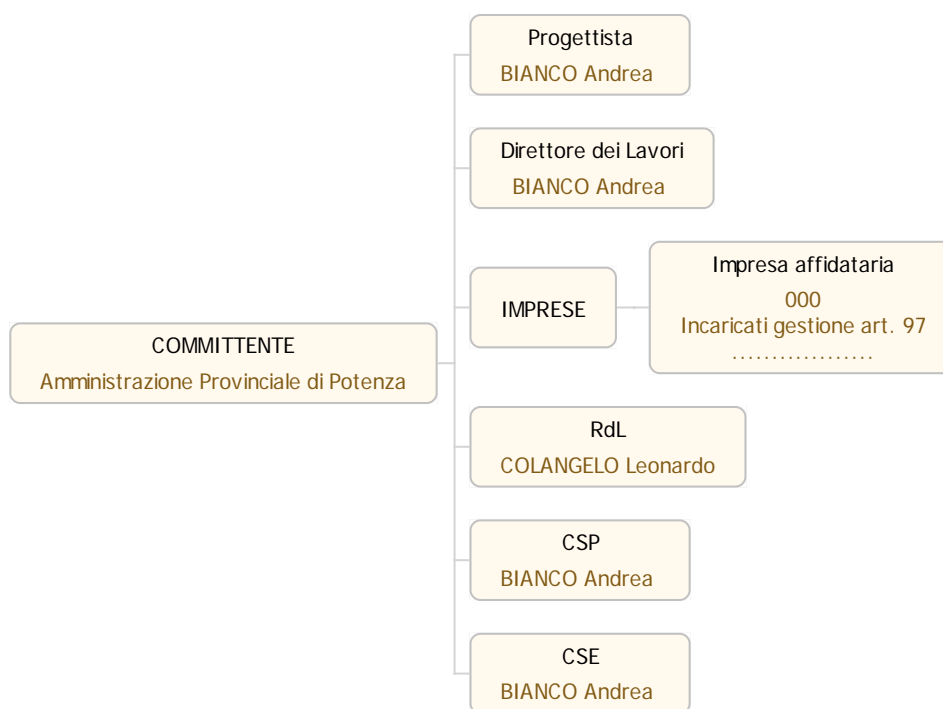 Progettista
BIANCO Andrea
Direttore dei Lavori
BIANCO Andrea
IMPRESE
Impresa affidataria
000
Incaricati gestione art. 97
..................
COMMITTENTE
Amministrazione Provinciale di Potenza
RdL
COLANGELO Leonardo
CSP
BIANCO Andrea
CSE
BIANCO Andrea